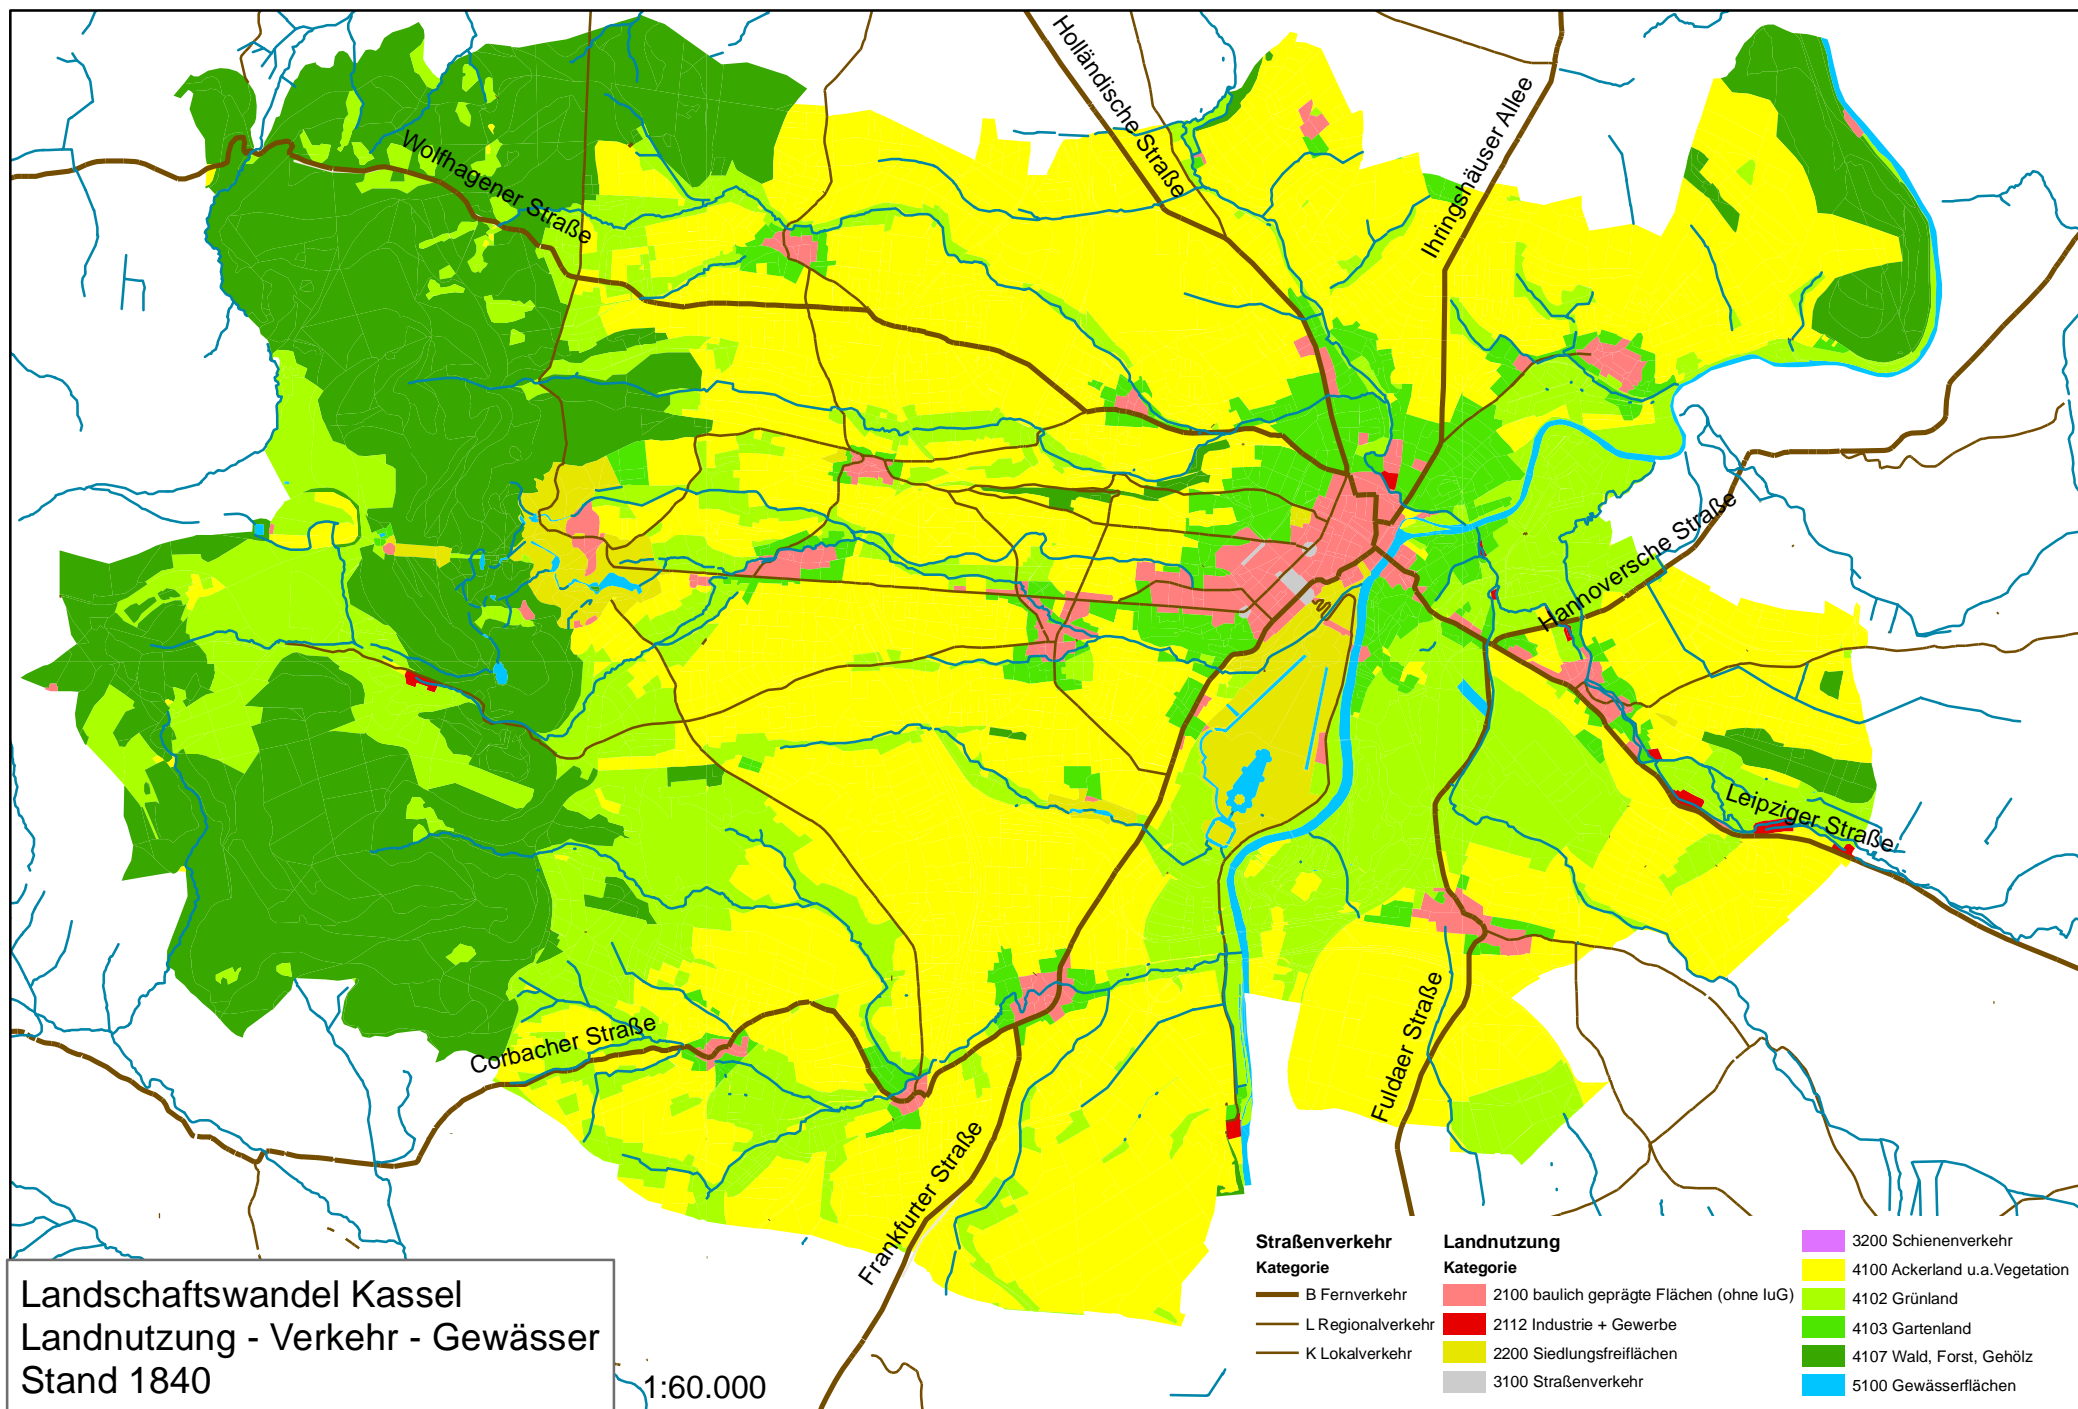 Holländische Straße
Ihringshäuser Allee
Wolfhagener Straße
Hannoversche Straße
Leipziger Straße
Corbacher Straße
Fuldaer Straße
Frankfurter Straße
Landschaftswandel Kassel
Landnutzung - Verkehr - Gewässer
Stand 1840
1:60.000
Straßenverkehr
Kategorie
B Fernverkehr
L Regionalverkehr
K Lokalverkehr
Landnutzung
Kategorie
2100 baulich geprägte Flächen (ohne IuG)
2112 Industrie + Gewerbe
2200 Siedlungsfreiflächen
3100 Straßenverkehr
3200 Schienenverkehr
4100 Ackerland u.a.Vegetation
4102 Grünland
4103 Gartenland
4107 Wald, Forst, Gehölz
5100 Gewässerflächen